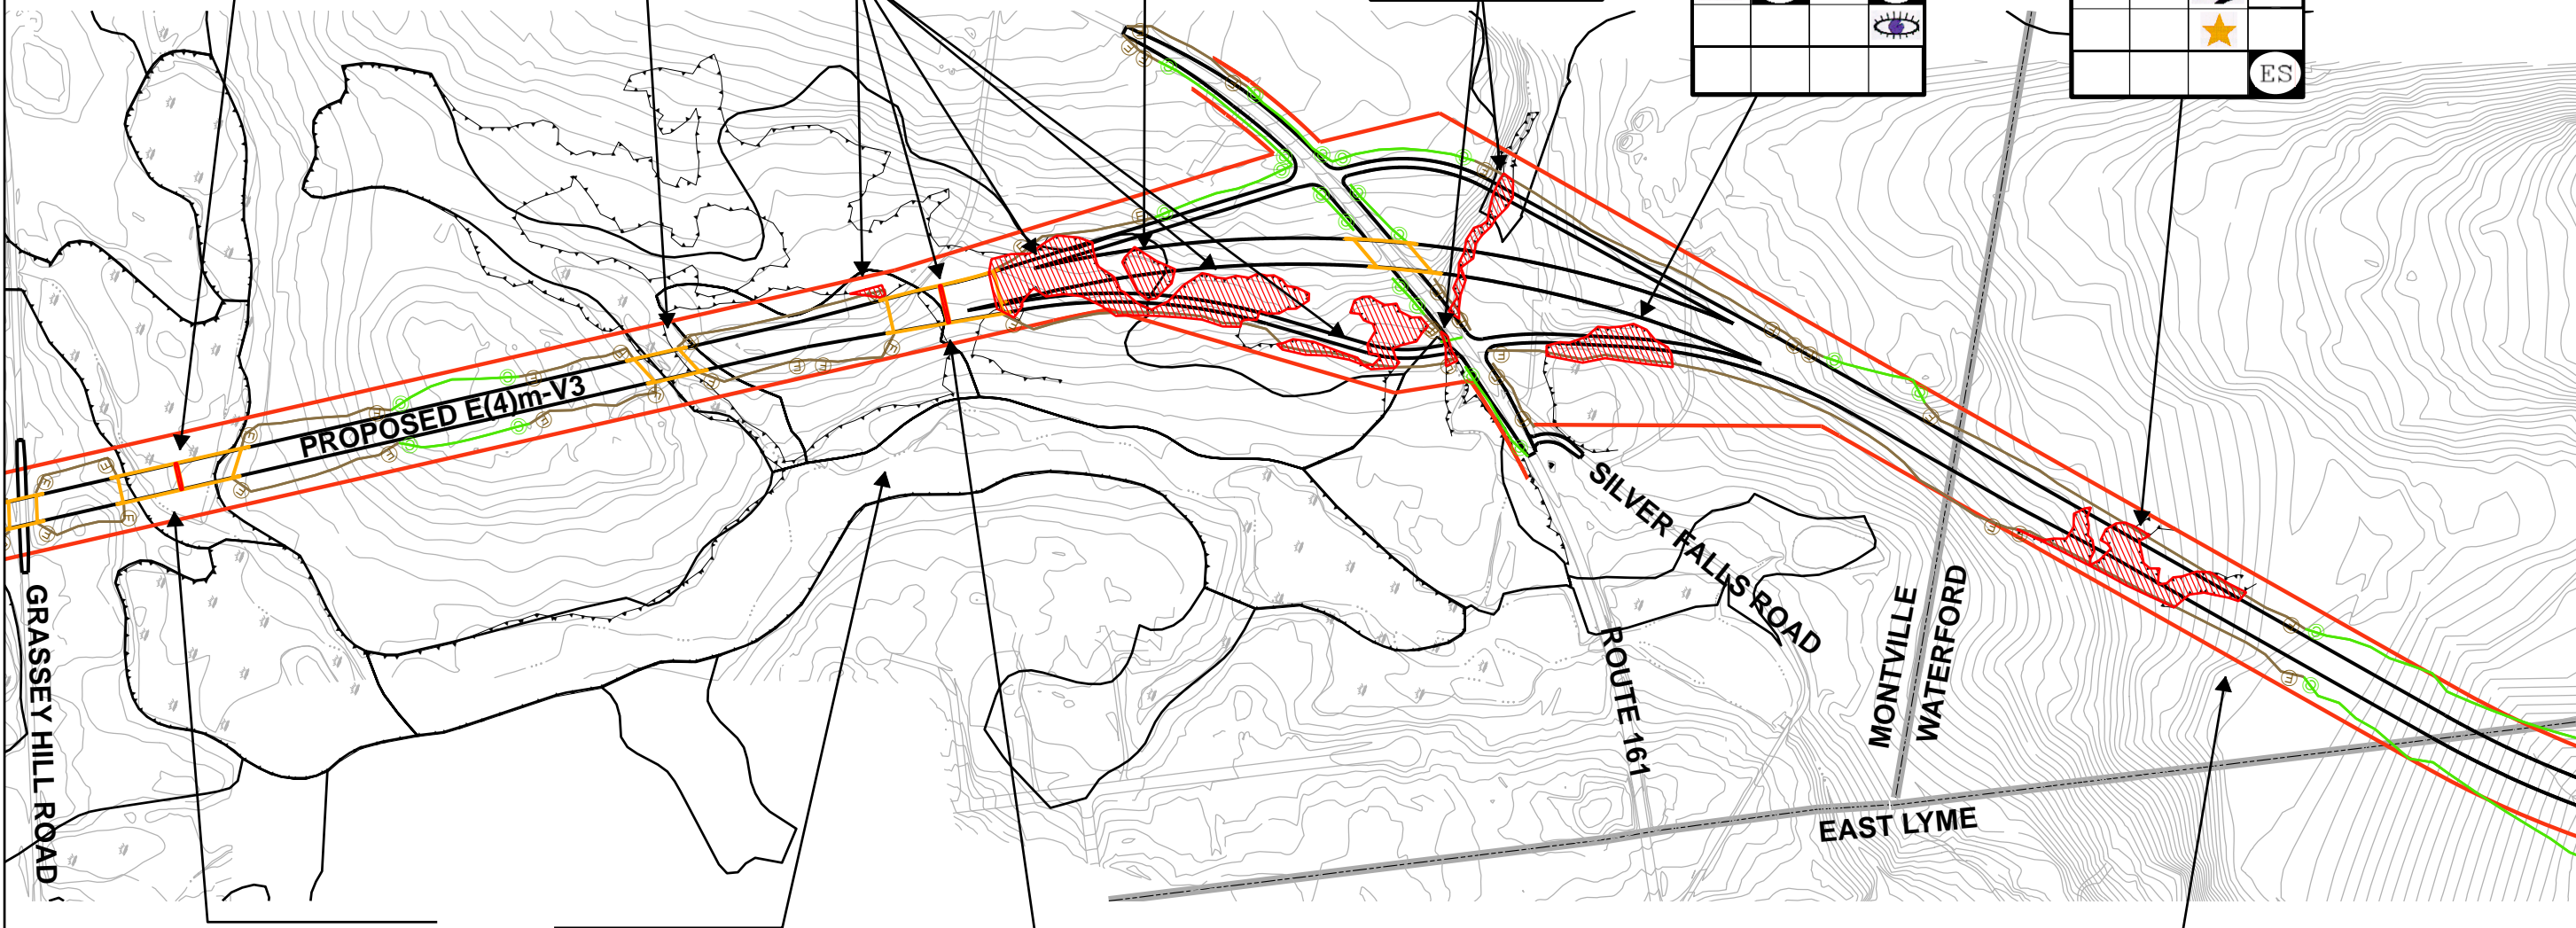 ES
PROPOSED E(4)m-V3
SILVER FALLS ROAD
GRASSEY HILL ROAD
ROUTE 161
MONTVILLE
WATERFORD
EAST LYME